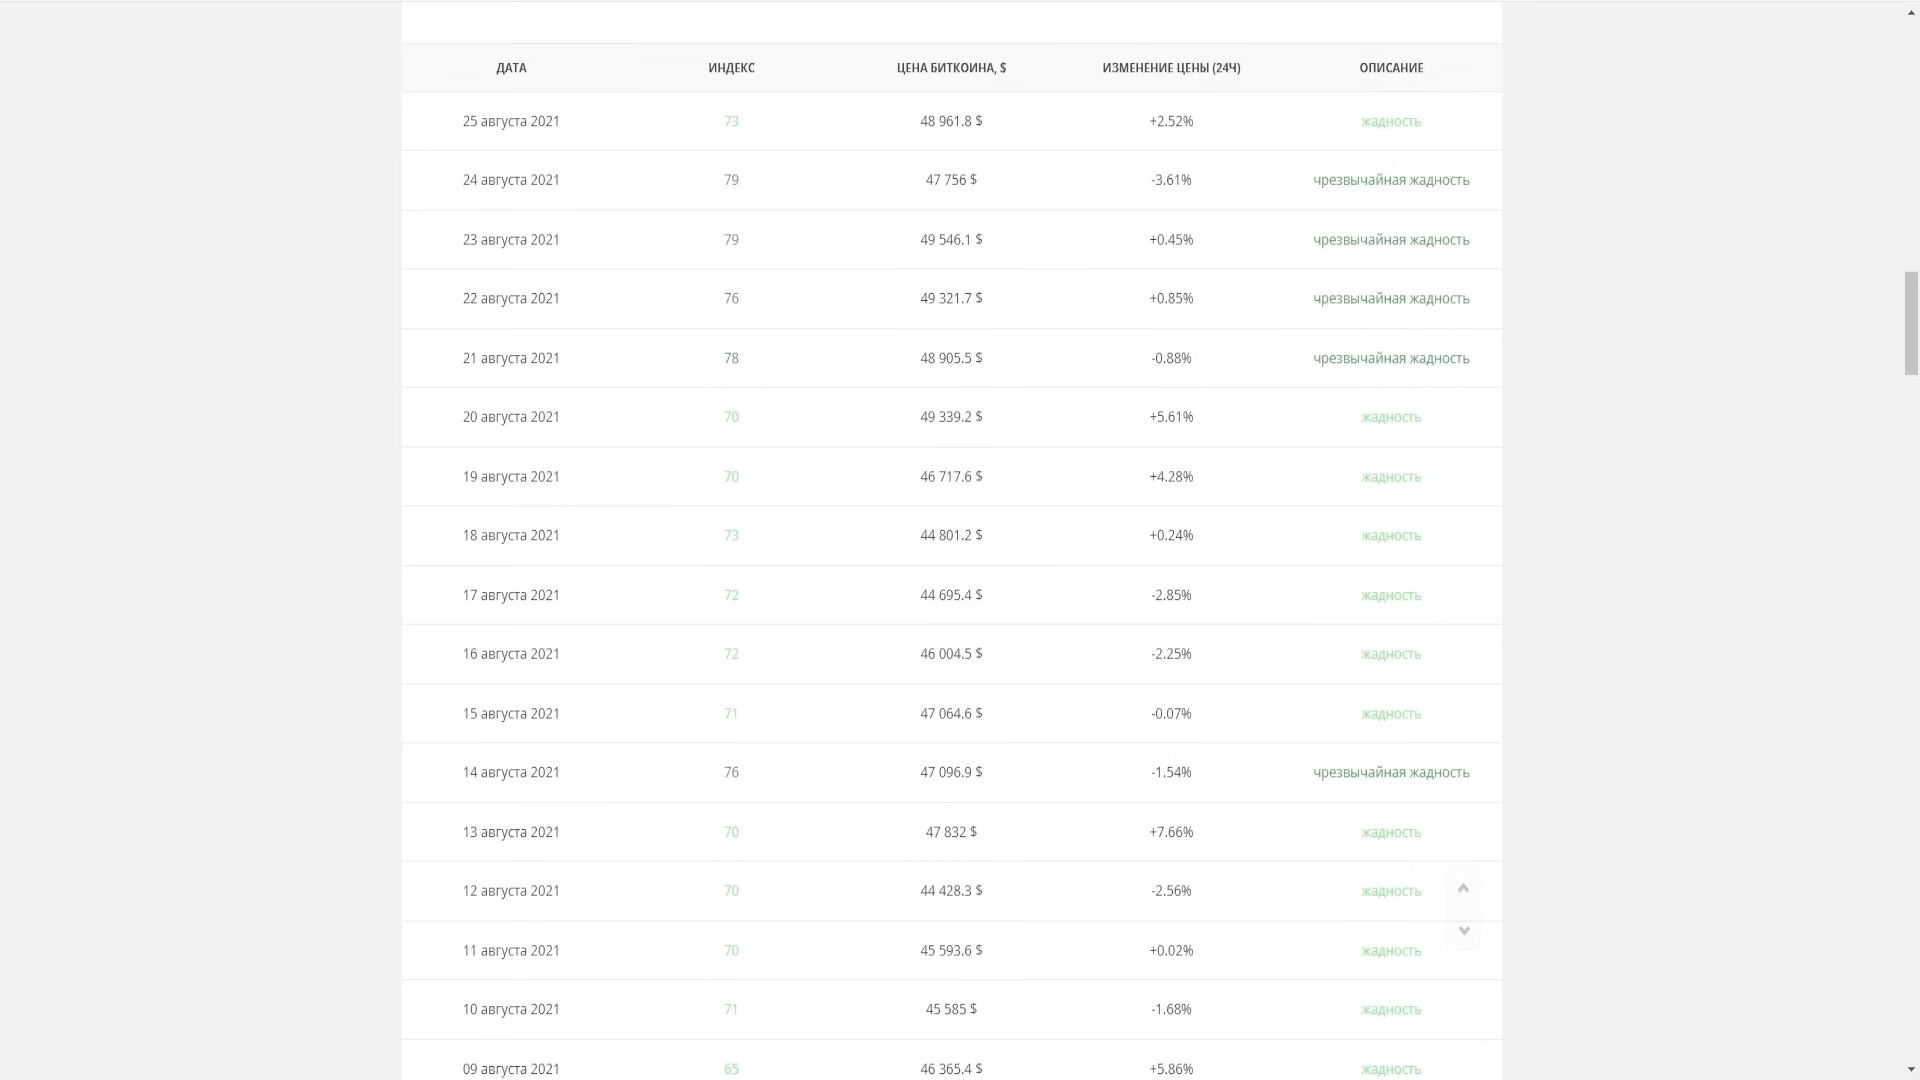 ДАТА ИНДЕКС ЦЕНА БИТКОИНА, $ ИЗМЕНЕНИЕ ЦЕНЫ (24Ч) ОПИСАНИЕ
25 августа 2021 73 48 961.8 $ +2.52% жадность
24 августа 2021 79 47 756 $ -3.61% чрезвычайная жадность
23 августа 2021 79 49 546.1 $ +0.45% чрезвычайная жадность
22 августа 2021 76 49 321.7 $ +0.85% чрезвычайная жадность
21 августа 2021 78 48 905.5 $ -0.88% чрезвычайная жадность
20 августа 2021 70 49 339.2 $ +5.61% жадность
19 августа 2021 70 46 717.6 $ +4.28% жадность
18 августа 2021 73 44 801.2 $ +0.24% жадность
17 августа 2021 72 44 695.4 $ -2.85% жадность
16 августа 2021 72 46 004.5 $ -2.25% жадность
15 августа 2021 71 47 064.6 $ -0.07% жадность
14 августа 2021 76 47 096.9 $ -1.54% чрезвычайная жадность
13 августа 2021 70 47 832 $ +7.66% жадность
12 августа 2021 70 44 428.3 $ -2.56% жадность
11 августа 2021 70 45 593.6 $ +0.02% жадность
10 августа 2021 71 45 585 $ -1.68% жадность
09 августа 2021 65 46 365.4 $ +5.86% жадность